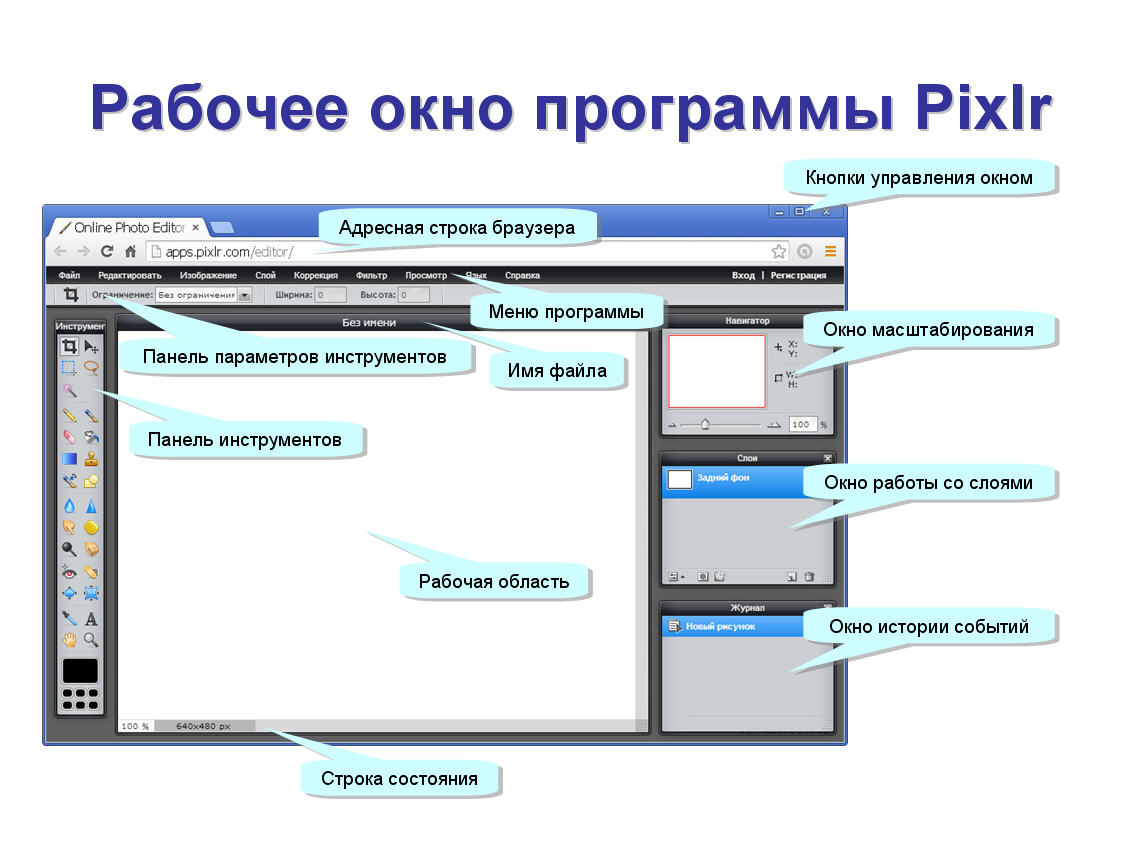 Рабочее окно программы Pixlr
Кнопки управления окном
Online Photo Editor
Адресная строка браузера
apps.pixlr.com/editor/
Файл Редактировать Изображение Слой Коррекция Фильтр Просмотр Язык Справка Вход | Регистрация
Ограничение: Без ограничения Ширина: 0 Высота: 0
Меню программы
Инструмен
Без имени
Навигатор
Окно масштабирования
Панель параметров инструментов
Имя файла
X:
Y:
W:
H:
100 %
Панель инструментов
Слои
Задний фон
Окно работы со слоями
Рабочая область
Журнал
Новый рисунок
Окно истории событий
100 % 640x480 px
Строка состояния